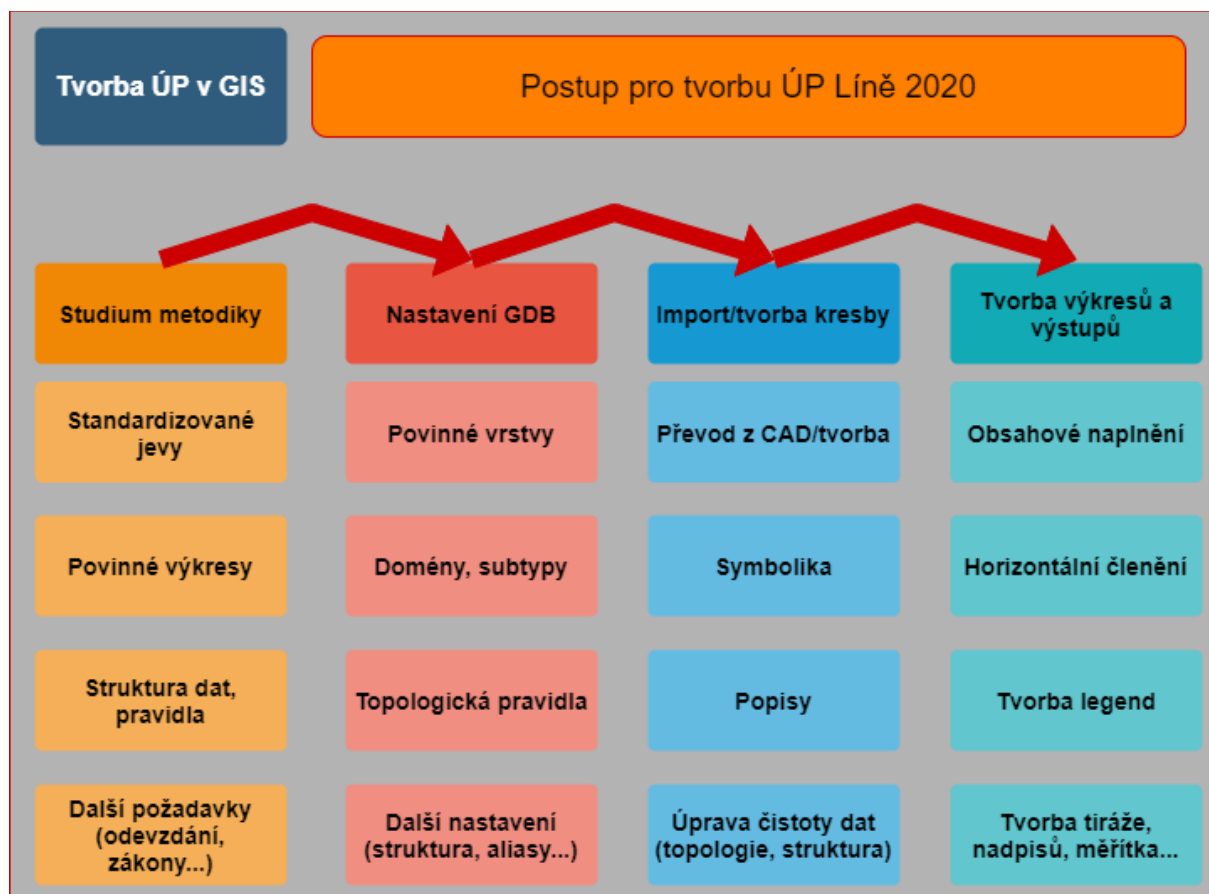 Tvorba ÚP v GIS
Postup pro tvorbu ÚP Líně 2020
Studium metodiky
Nastavení GDB
Import/tvorba kresby
Tvorba výkresů a
výstupů
Standardizované
jevy
Povinné vrstvy
Převod z CAD/tvorba
Obsahové naplnění
Povinné výkresy
Domény, subtypy
Symbolika
Horizontální členění
Struktura dat,
pravidla
Topologická pravidla
Popisy
Tvorba legend
Další požadavky
(odevzdání,
zákony...)
Další nastavení
(struktura, aliasy...)
Úprava čistoty dat
(topologie, struktura)
Tvorba tiráže,
nadpisů, měřítka...